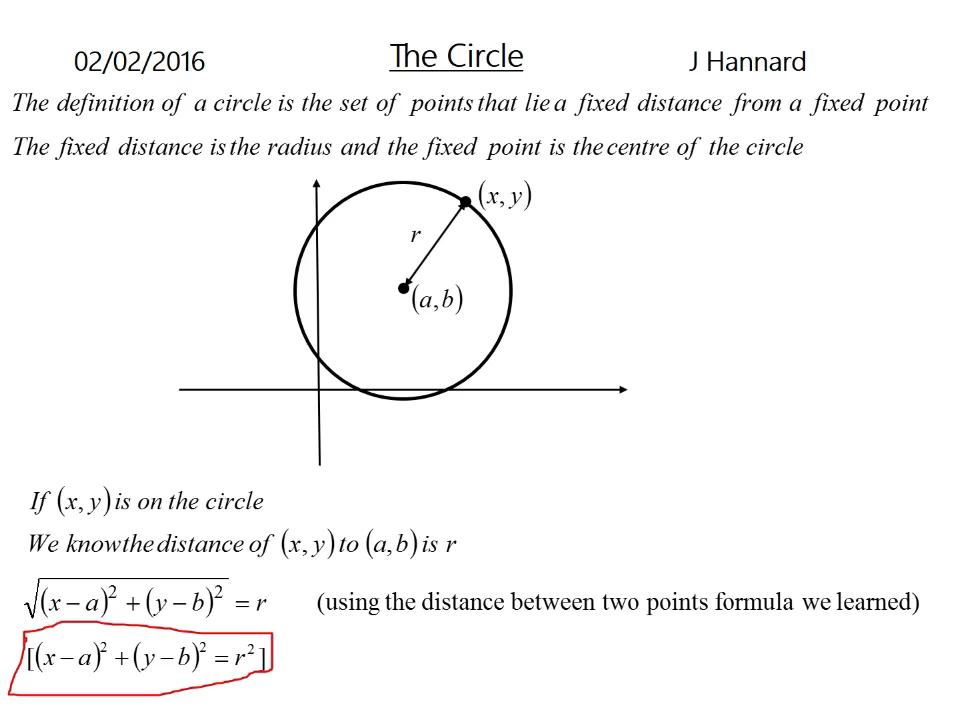 02/02/2016 The Circle J Hannard
The definition of a circle is the set of points that lie a fixed distance from a fixed point
The fixed distance is the radius and the fixed point is the centre of the circle
(x, y)
r
(a, b)
If (x, y) is on the circle
We know the distance of (x, y) to (a, b) is r
√((x − a)² + (y − b)²) = r (using the distance between two points formula we learned)
[(x − a)² + (y − b)² = r²]